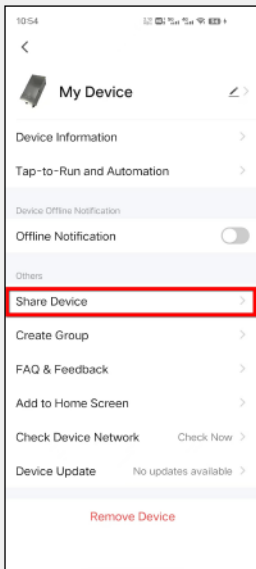 10:54
My Device
Device Information
Tap-to-Run and Automation
Device Offline Notification
Offline Notification
Others
Share Device
Create Group
FAQ & Feedback
Add to Home Screen
Check Device Network Check Now
Device Update No updates available
Remove Device